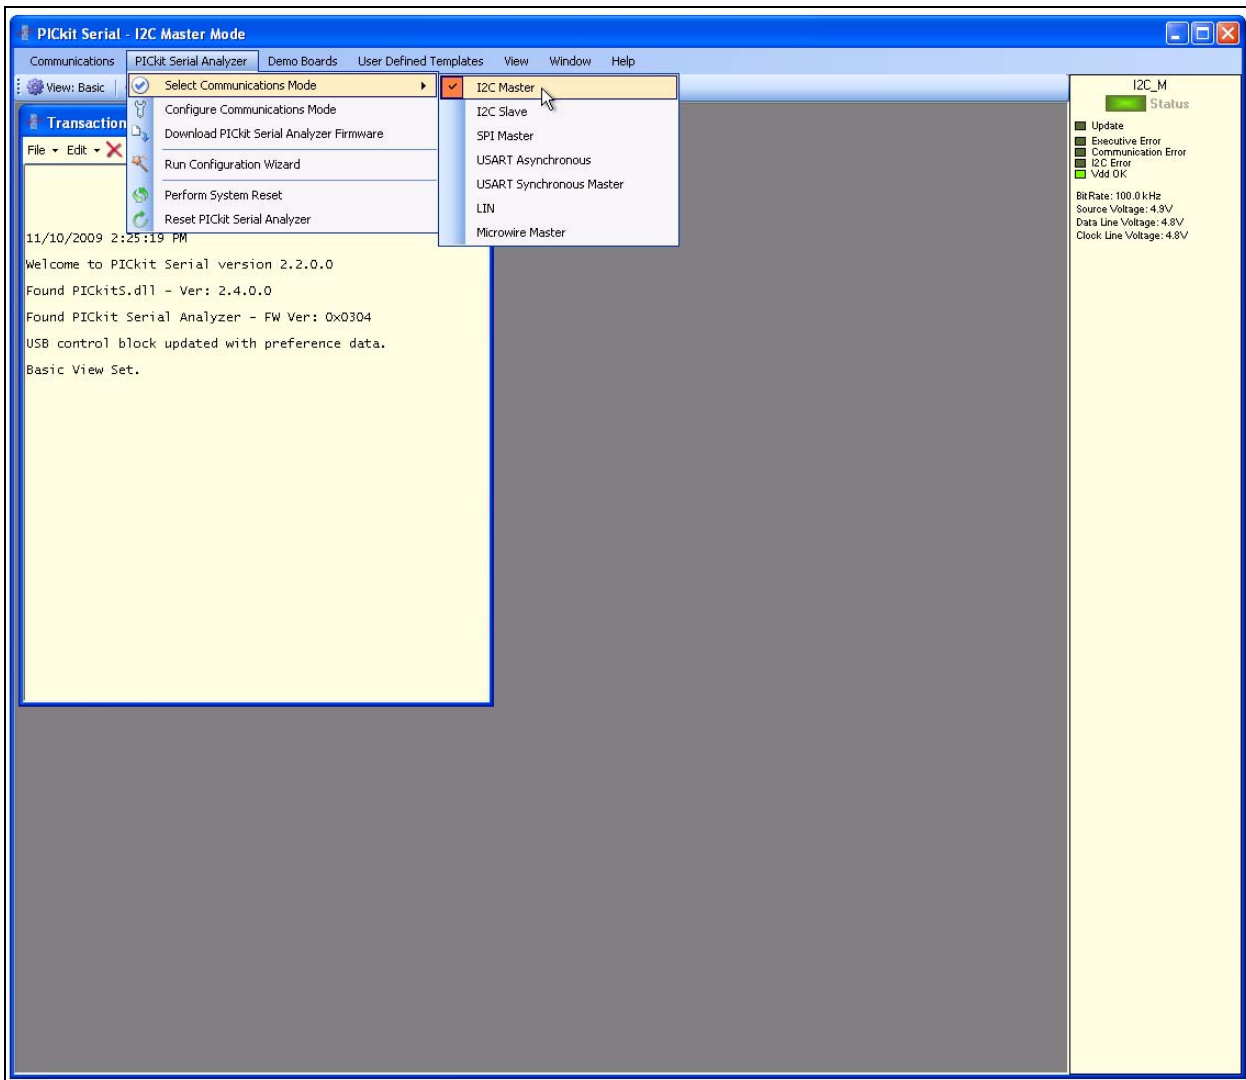 PICkit Serial - I2C Master Mode
Communications PICkit Serial Analyzer Demo Boards User Defined Templates View Window Help
View: Basic
Select Communications Mode
Configure Communications Mode
Download PICkit Serial Analyzer Firmware
Run Configuration Wizard
Perform System Reset
Reset PICkit Serial Analyzer
I2C Master
I2C Slave
SPI Master
USART Asynchronous
USART Synchronous Master
LIN
Microwire Master
Transaction
File Edit
11/10/2009 2:25:19 PM
Welcome to PICkit Serial version 2.2.0.0
Found PICkitS.dll - Ver: 2.4.0.0
Found PICkit Serial Analyzer - FW Ver: 0x0304
USB control block updated with preference data.
Basic View Set.
I2C_M
Status
Update
Executive Error
Communication Error
I2C Error
Vdd OK
BitRate: 100.0 kHz
Source Voltage: 4.9V
Data Line Voltage: 4.8V
Clock Line Voltage: 4.8V